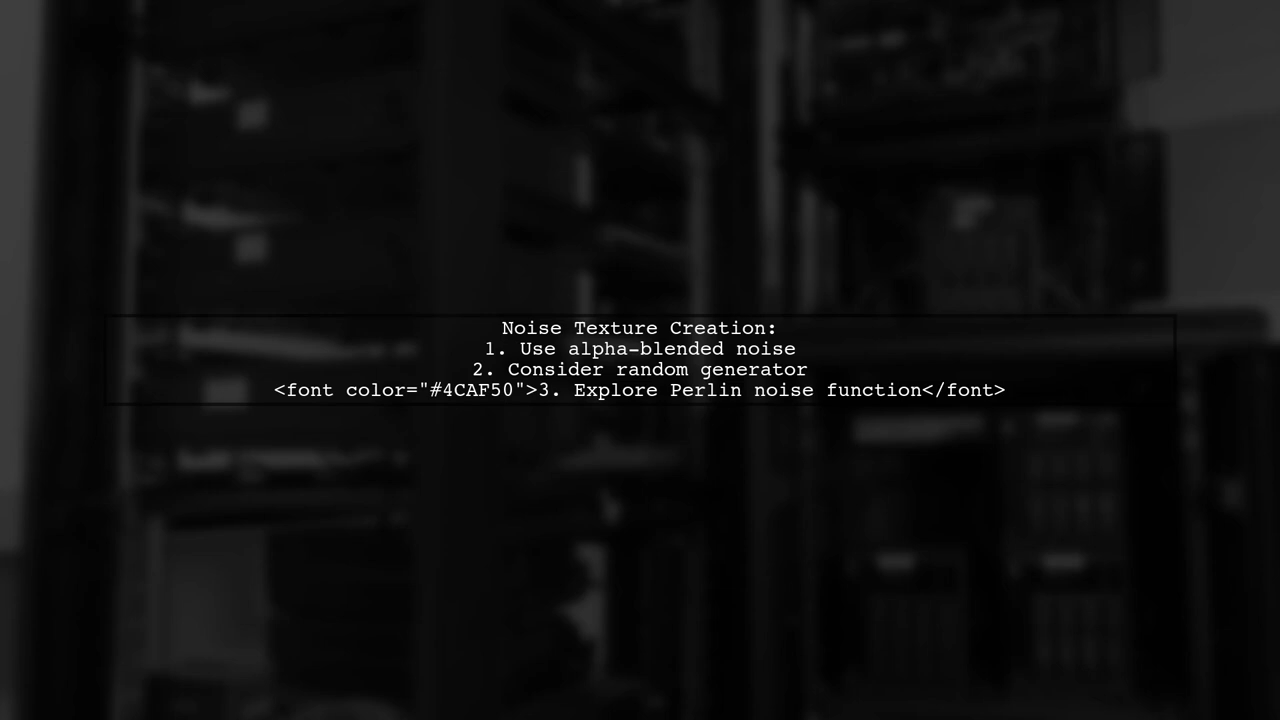 Noise Texture Creation:
1. Use alpha-blended noise
2. Consider random generator
<font color="#4CAF50">3. Explore Perlin noise function</font>